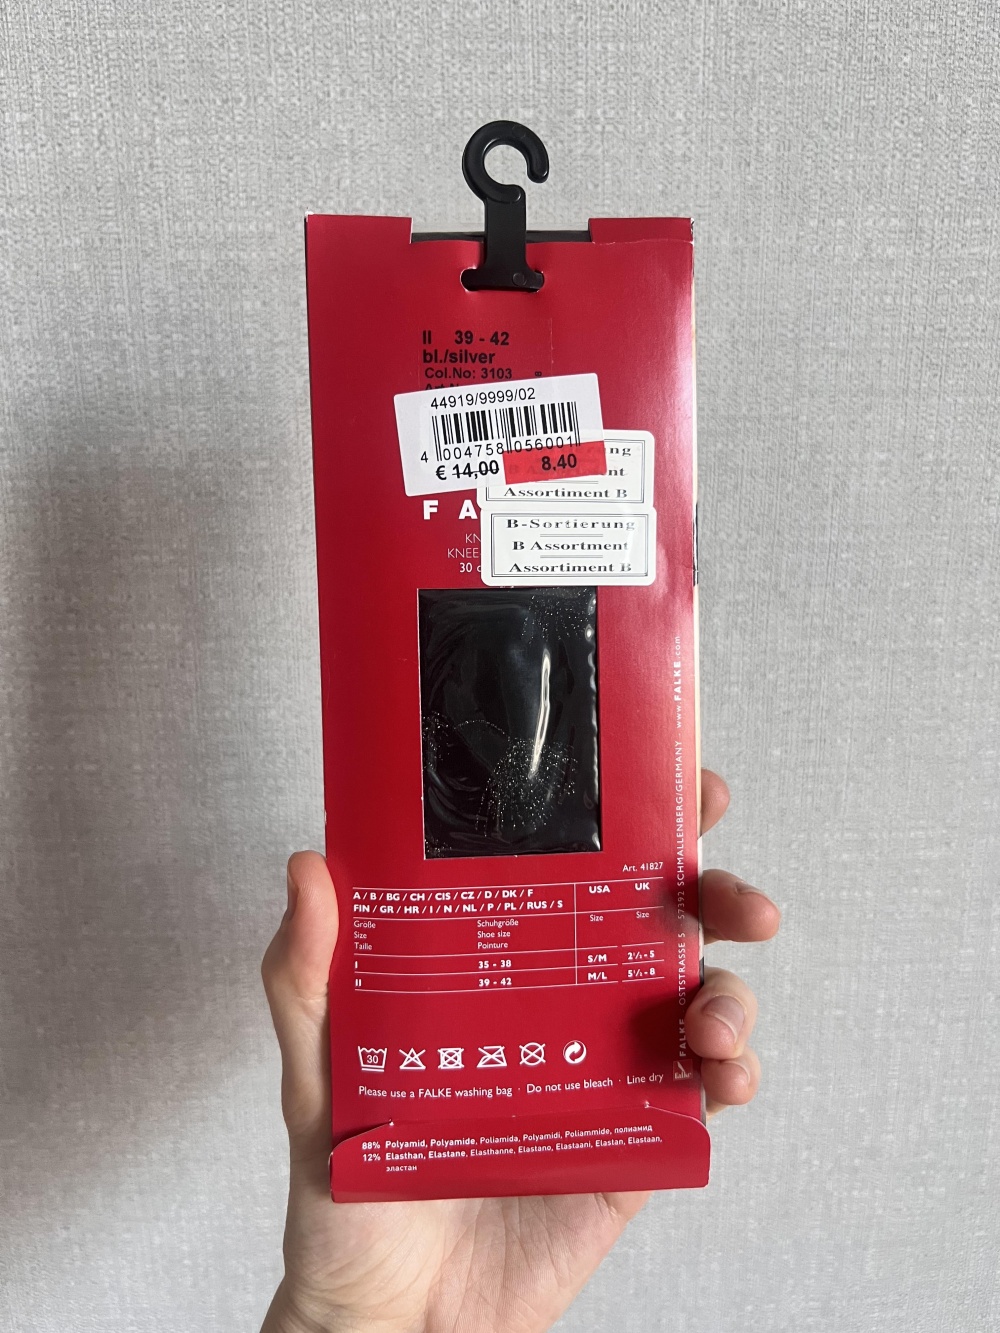 II 39 - 42
bl./silver
Col.No: 3103
8
44919/9999/02
4 004758 056001
€ 14,00 8.40
Assortiment B
B-Sortierung
B Assortment
Assortiment B
F A
KNEE
30
Art. 41827
A / B / BG / CH / CIS / CZ / D / DK / F
FIN / GR / HR / I / N / NL / P / PL / RUS / S
USA UK
Größe Schuhgröße
Size Shoe size
Taille Pointure
Size Size
I 35 - 38 S/M 2½ - 5
II 39 - 42 M/L 5½ - 8
30
Please use a FALKE washing bag · Do not use bleach · Line dry
88% Polyamid, Polyamide, Poliamida, Polyamidi, Poliammide, полиамид
12% Elasthan, Elastane, Elasthanne, Elastano, Elastaani, Elastan, Elastaan,
эластан
FALKE OSTSTRASSE 5 57392 SCHMALLENBERG/GERMANY - www.FALKE.com